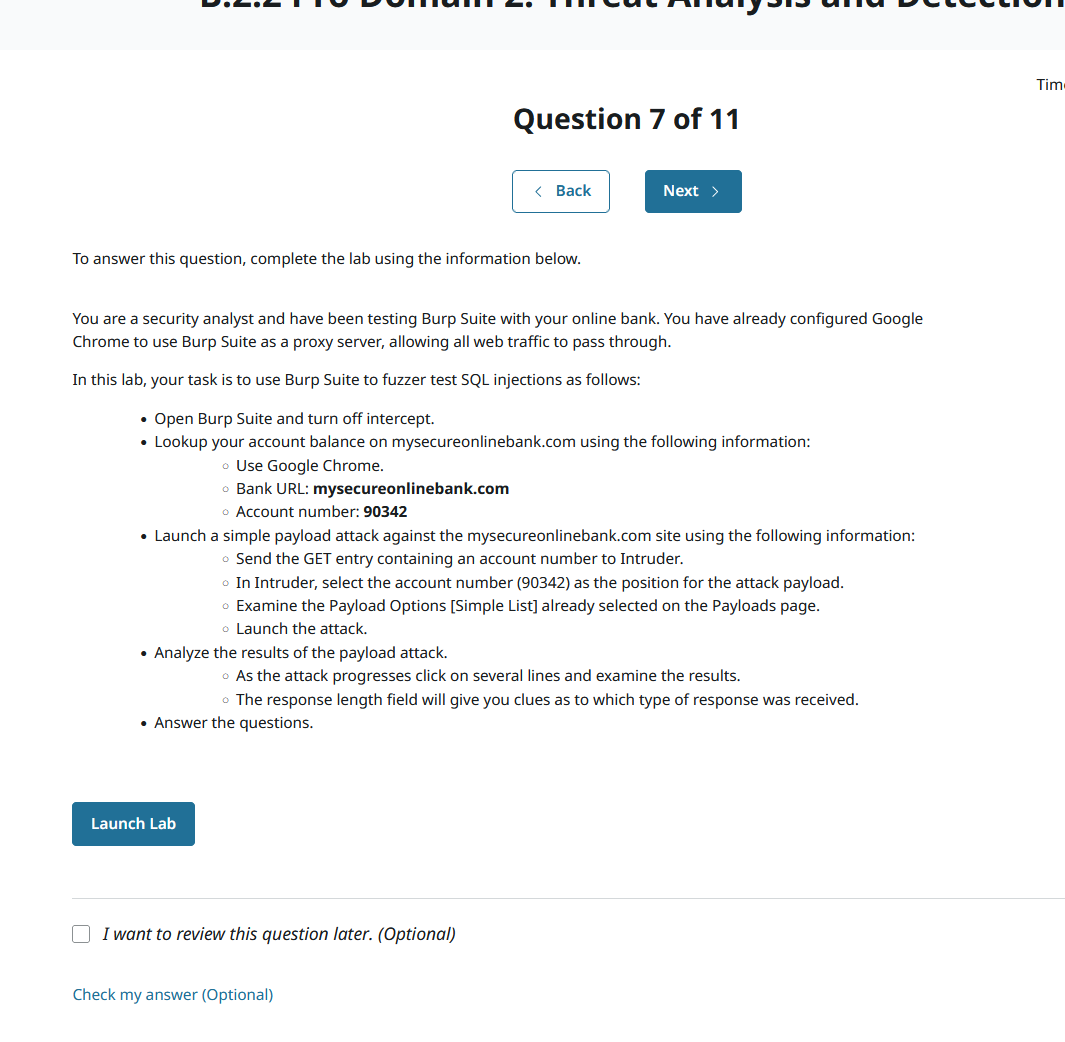 B.2.2 Pro Domain 2: Threat Analysis and Detection
Time
Question 7 of 11
Back
Next
To answer this question, complete the lab using the information below.
You are a security analyst and have been testing Burp Suite with your online bank. You have already configured Google
Chrome to use Burp Suite as a proxy server, allowing all web traffic to pass through.
In this lab, your task is to use Burp Suite to fuzzer test SQL injections as follows:
• Open Burp Suite and turn off intercept.
• Lookup your account balance on mysecureonlinebank.com using the following information:
○ Use Google Chrome.
○ Bank URL: mysecureonlinebank.com
○ Account number: 90342
• Launch a simple payload attack against the mysecureonlinebank.com site using the following information:
○ Send the GET entry containing an account number to Intruder.
○ In Intruder, select the account number (90342) as the position for the attack payload.
○ Examine the Payload Options [Simple List] already selected on the Payloads page.
○ Launch the attack.
• Analyze the results of the payload attack.
○ As the attack progresses click on several lines and examine the results.
○ The response length field will give you clues as to which type of response was received.
• Answer the questions.
Launch Lab
I want to review this question later. (Optional)
Check my answer (Optional)